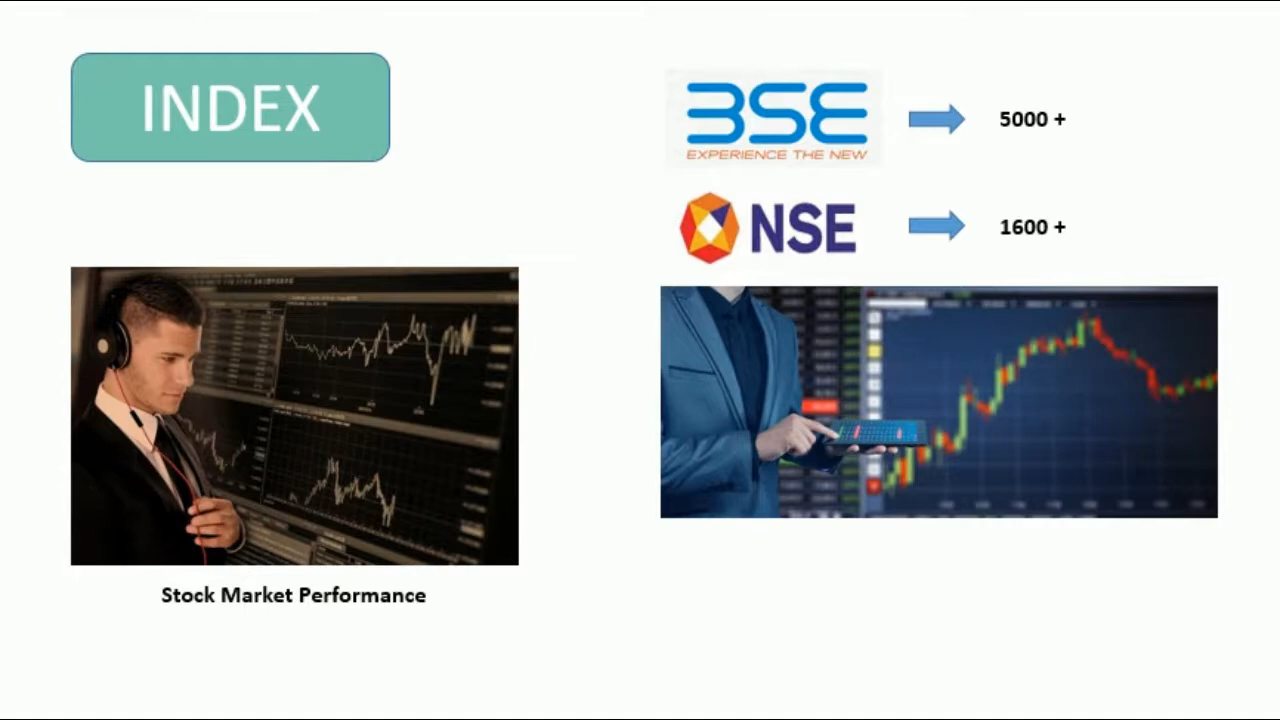 INDEX
BSE
EXPERIENCE THE NEW
5000 +
NSE
1600 +
Stock Market Performance